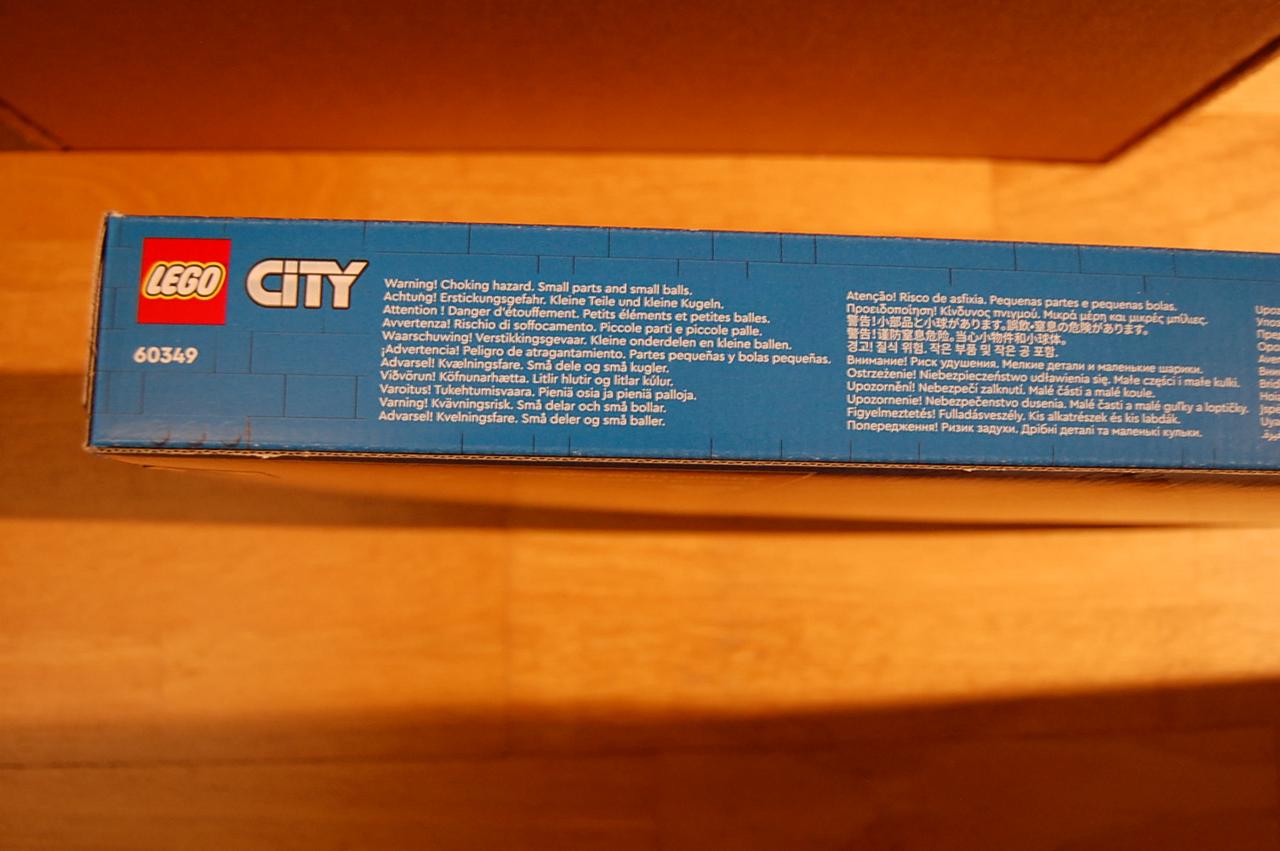 LEGO
CITY
60349
Warning! Choking hazard. Small parts and small balls.
Achtung! Erstickungsgefahr. Kleine Teile und kleine Kugeln.
Attention ! Danger d'étouffement. Petits éléments et petites balles.
Avvertenza! Rischio di soffocamento. Piccole parti e piccole palle.
Waarschuwing! Verstikkingsgevaar. Kleine onderdelen en kleine ballen.
¡Advertencia! Peligro de atragantamiento. Partes pequeñas y bolas pequeñas.
Advarsel! Kvælningsfare. Små dele og små kugler.
Viðvörun! Köfnunarhætta. Litlir hlutir og litlar kúlur.
Varoitus! Tukehtumisvaara. Pieniä osia ja pieniä palloja.
Varning! Kvävningsrisk. Små delar och små bollar.
Advarsel! Kvelningsfare. Små deler og små baller.
Atenção! Risco de asfixia. Pequenas partes e pequenas bolas.
Προειδοποίηση! Κίνδυνος πνιγμού. Μικρά μέρη και μικρές μπίλιες.
警告！小部品と小球があります。誤飲・窒息の危険があります。
警告！谨防窒息危险。当心小物件和小球体。
경고! 질식 위험. 작은 부품 및 작은 공 포함.
Внимание! Риск удушения. Мелкие детали и маленькие шарики.
Ostrzeżenie! Niebezpieczeństwo udławienia się. Małe części i małe kulki.
Upozornění! Nebezpečí zalknutí. Malé části a malé koule.
Upozornenie! Nebezpečenstvo dusenia. Malé časti a malé guľky a loptičky.
Figyelmeztetés! Fulladásveszély. Kis alkatrészek és kis labdák.
Попередження! Ризик задухи. Дрібні деталі та маленькі кульки.